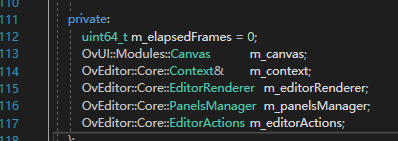 110
111 private:
112 uint64_t m_elapsedFrames = 0;
113 OvUI::Modules::Canvas m_canvas;
114 OvEditor::Core::Context& m_context;
115 OvEditor::Core::EditorRenderer m_editorRenderer;
116 OvEditor::Core::PanelsManager m_panelsManager;
117 OvEditor::Core::EditorActions m_editorActions;
118 };